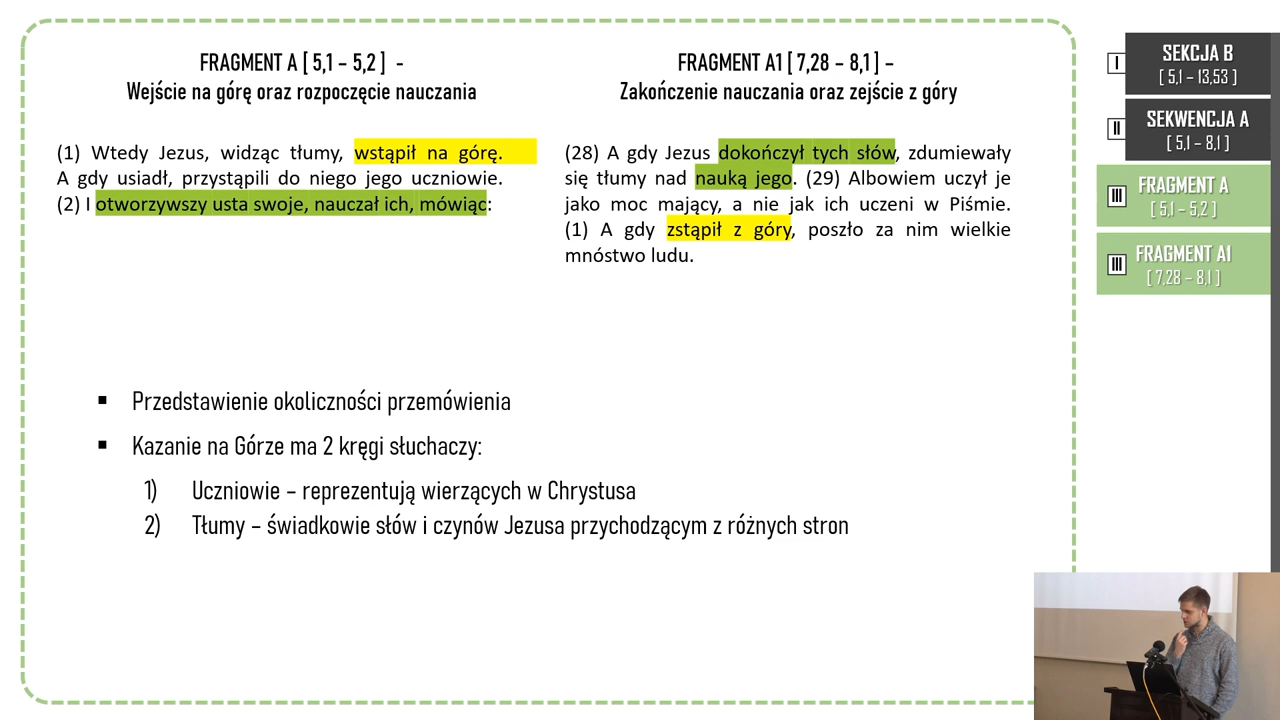 FRAGMENT A [ 5,1 – 5,2 ] -
Wejście na górę oraz rozpoczęcie nauczania
(1) Wtedy Jezus, widząc tłumy, wstąpił na górę.
A gdy usiadł, przystąpili do niego jego uczniowie.
(2) I otworzywszy usta swoje, nauczał ich, mówiąc:
FRAGMENT A1 [ 7,28 – 8,1 ] –
Zakończenie nauczania oraz zejście z góry
(28) A gdy Jezus dokończył tych słów, zdumiewały
się tłumy nad nauką jego. (29) Albowiem uczył je
jako moc mający, a nie jak ich uczeni w Piśmie.
(1) A gdy zstąpił z góry, poszło za nim wielkie
mnóstwo ludu.
▪ Przedstawienie okoliczności przemówienia
▪ Kazanie na Górze ma 2 kręgi słuchaczy:
1) Uczniowie – reprezentują wierzących w Chrystusa
2) Tłumy – świadkowie słów i czynów Jezusa przychodzącym z różnych stron
I SEKCJA B
[ 5,1 – 13,53 ]
II SEKWENCJA A
[ 5,1 – 8,1 ]
III FRAGMENT A
[ 5,1 – 5,2 ]
III FRAGMENT A1
[ 7,28 – 8,1 ]